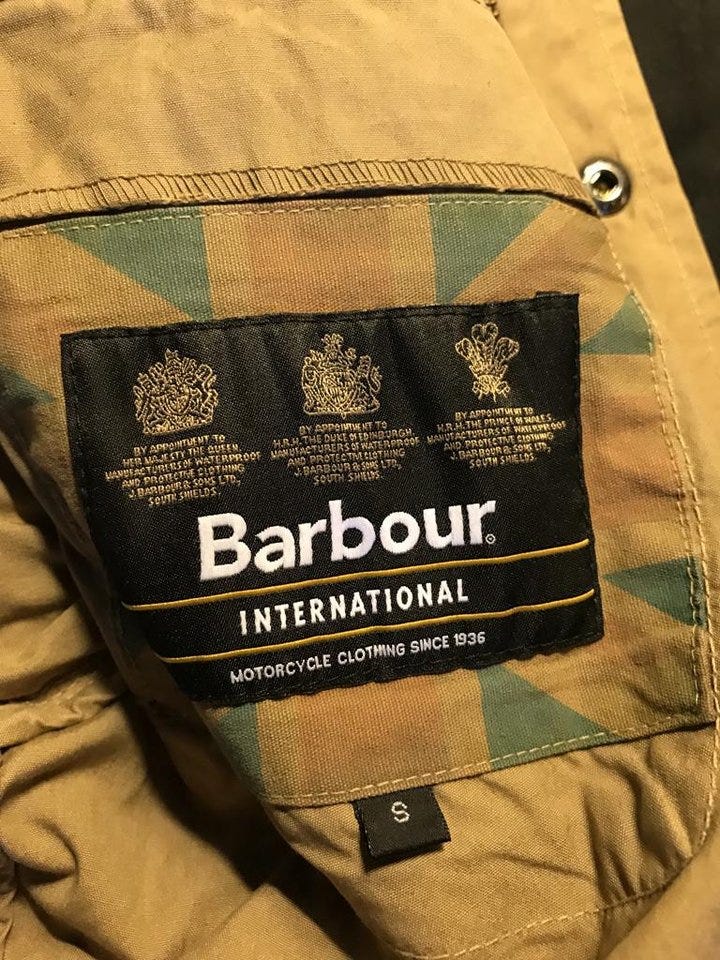 BY APPOINTMENT TO
HER MAJESTY THE QUEEN
MANUFACTURERS OF WATERPROOF
AND PROTECTIVE CLOTHING
J. BARBOUR & SONS LTD.
SOUTH SHIELDS.
BY APPOINTMENT TO
H.R.H. THE DUKE OF EDINBURGH
MANUFACTURERS OF WATERPROOF
AND PROTECTIVE CLOTHING
J. BARBOUR & SONS LTD.
SOUTH SHIELDS
BY APPOINTMENT TO
H.R.H. THE PRINCE OF WALES
MANUFACTURERS OF WATERPROOF
AND PROTECTIVE CLOTHING
J. BARBOUR & SONS LTD.
SOUTH SHIELDS
Barbour®
INTERNATIONAL
MOTORCYCLE CLOTHING SINCE 1936
S